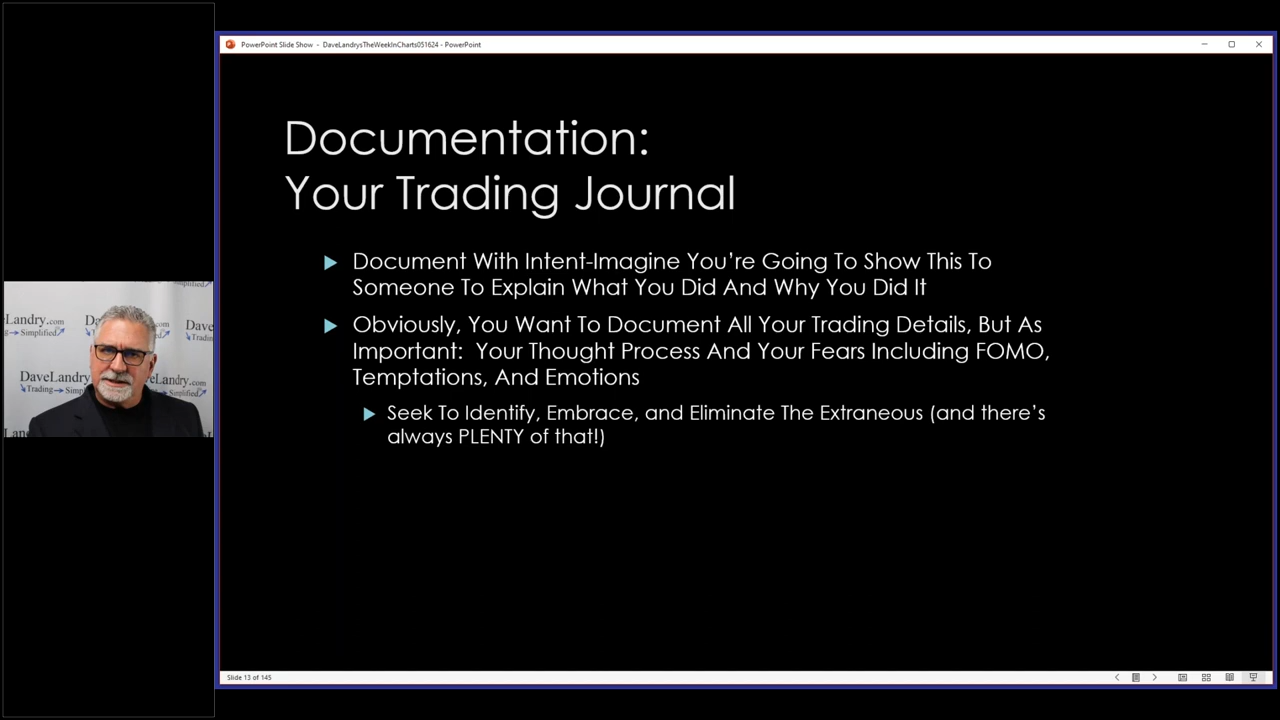 PowerPoint Slide Show - DaveLandrysTheWeekInCharts051624 - PowerPoint
Documentation:
Your Trading Journal
Document With Intent-Imagine You're Going To Show This To
Someone To Explain What You Did And Why You Did It
Obviously, You Want To Document All Your Trading Details, But As
Important: Your Thought Process And Your Fears Including FOMO,
Temptations, And Emotions
Seek To Identify, Embrace, and Eliminate The Extraneous (and there's
always PLENTY of that!)
DaveLandry.com
Trading
Simplified
Slide 13 of 145